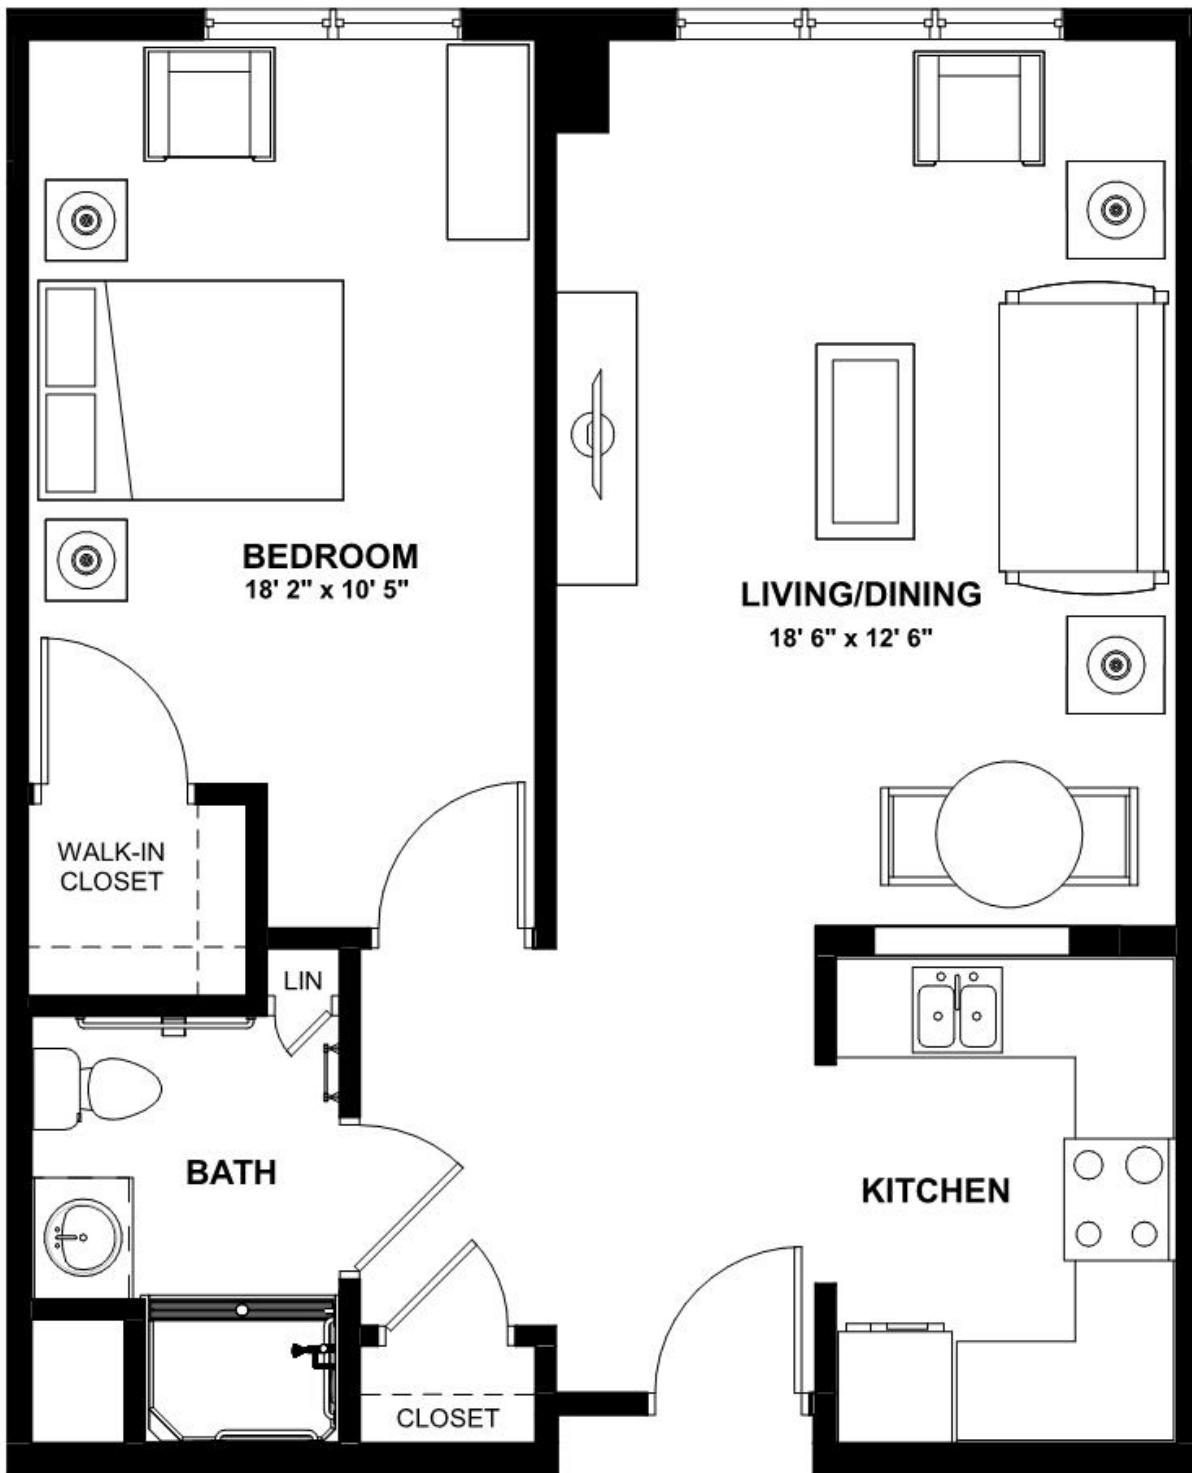 BEDROOM
18' 2" x 10' 5"
LIVING/DINING
18' 6" x 12' 6"
WALK-IN
CLOSET
LIN
BATH
KITCHEN
CLOSET